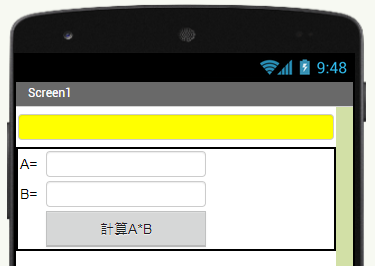 9:48
Screen1
A=
B=
計算A*B